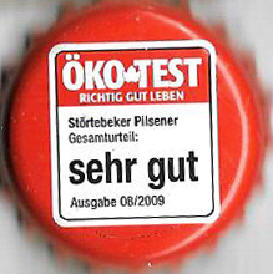 ÖKO TEST
RICHTIG GUT LEBEN
Störtebeker Pilsener
Gesamturteil:
sehr gut
Ausgabe 08/2009